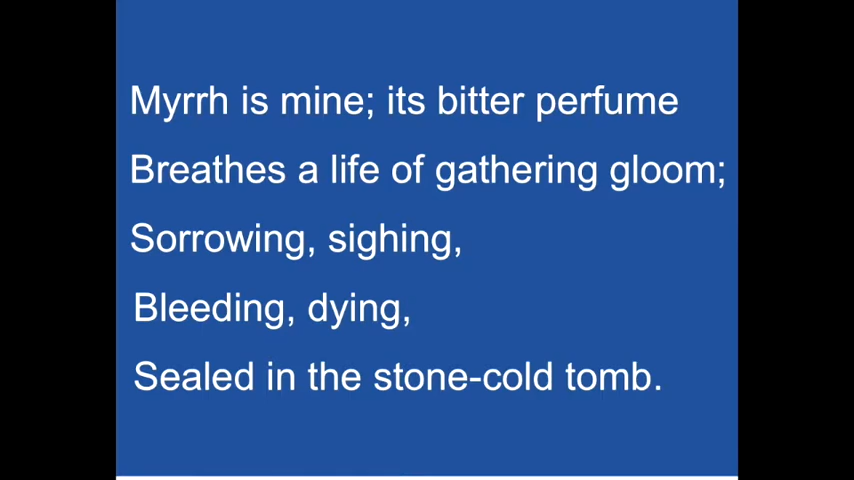 Myrrh is mine; its bitter perfume
Breathes a life of gathering gloom;
Sorrowing, sighing,
Bleeding, dying,
Sealed in the stone-cold tomb.